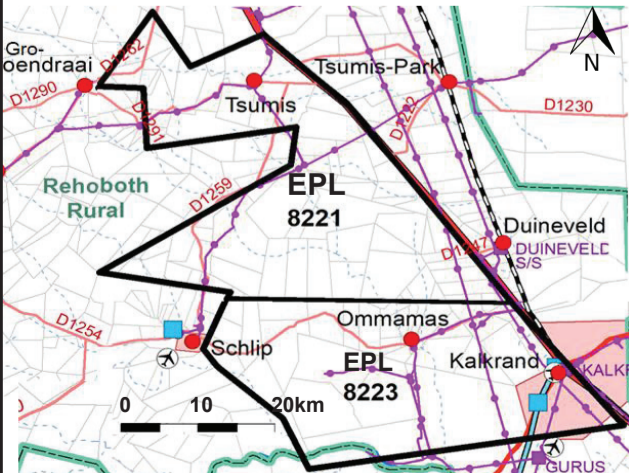 Gro-
oendraai
D1262
D1290
D1291
Tsumis
Tsumis-Park
D1222
D1230
N
Rehoboth
Rural
D1259
EPL
8221
Duineveld
D1247
DUINEVELD
S/S
D1254
Schlip
Ommamas
EPL
8223
Kalkrand
KALKR
0 10 20km
GURUS